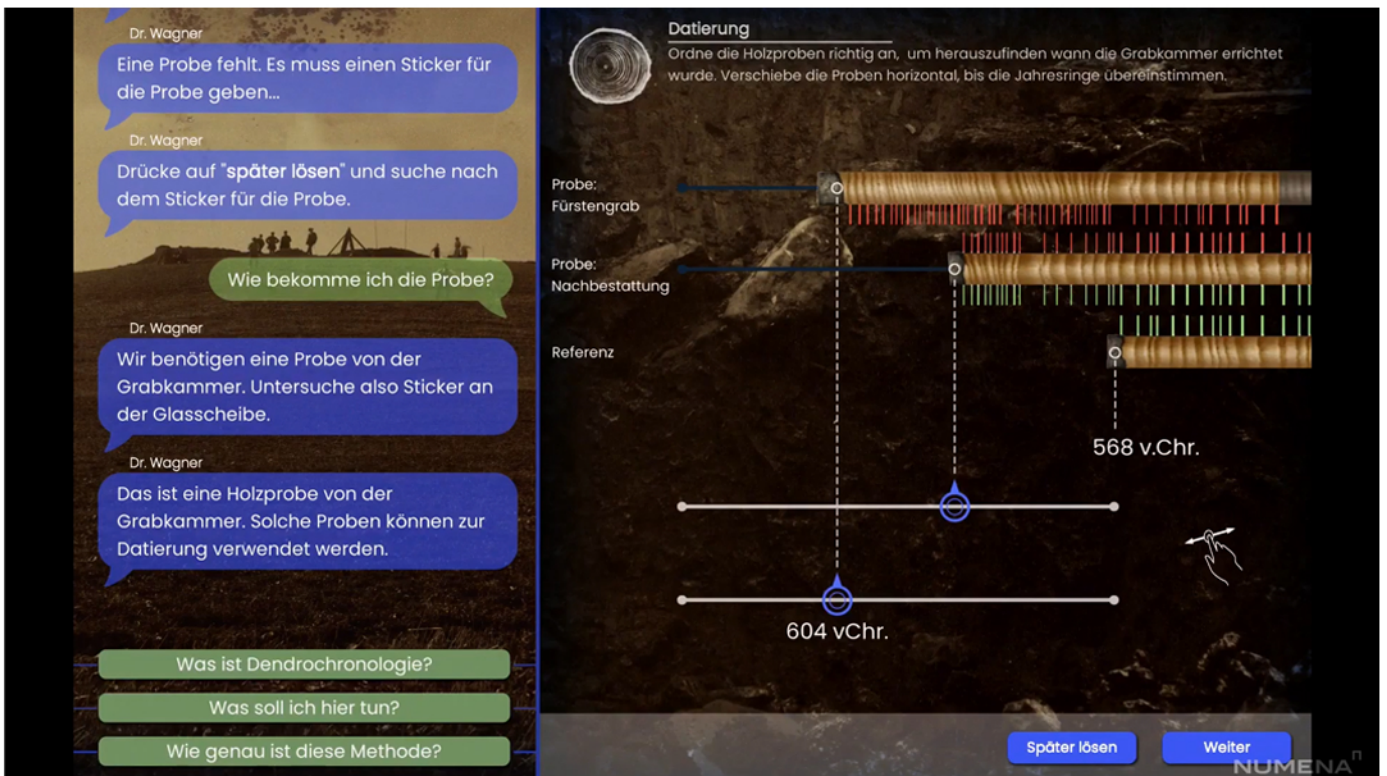 Dr. Wagner
Eine Probe fehlt. Es muss einen Sticker für
die Probe geben...
Dr. Wagner
Drücke auf "später lösen" und suche nach
dem Sticker für die Probe.
Wie bekomme ich die Probe?
Dr. Wagner
Wir benötigen eine Probe von der
Grabkammer. Untersuche also Sticker an
der Glasscheibe.
Dr. Wagner
Das ist eine Holzprobe von der
Grabkammer. Solche Proben können zur
Datierung verwendet werden.
Was ist Dendrochronologie?
Was soll ich hier tun?
Wie genau ist diese Methode?
Datierung
Ordne die Holzproben richtig an, um herauszufinden wann die Grabkammer errichtet
wurde. Verschiebe die Proben horizontal, bis die Jahresringe übereinstimmen.
Probe:
Fürstengrab
Probe:
Nachbestattung
Referenz
568 v.Chr.
604 vChr.
Später lösen
Weiter
NUMENA